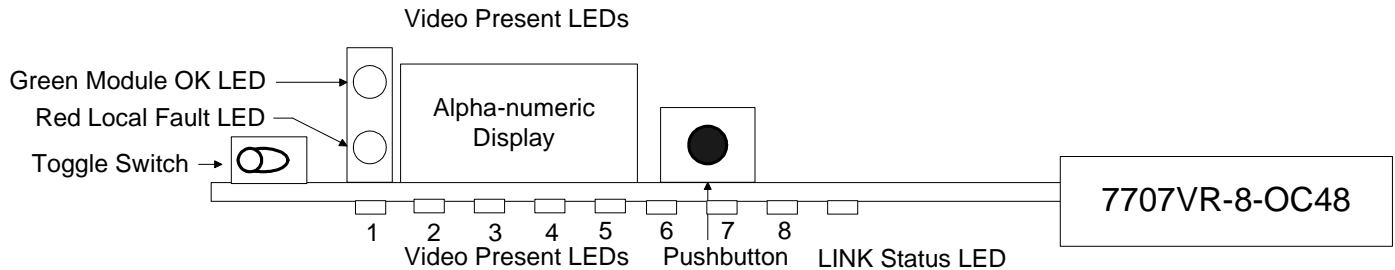 Video Present LEDs
Green Module OK LED
Red Local Fault LED
Toggle Switch
Alpha-numeric
Display
7707VR-8-OC48
1 2 3 4 5 6 7 8
Video Present LEDs Pushbutton LINK Status LED